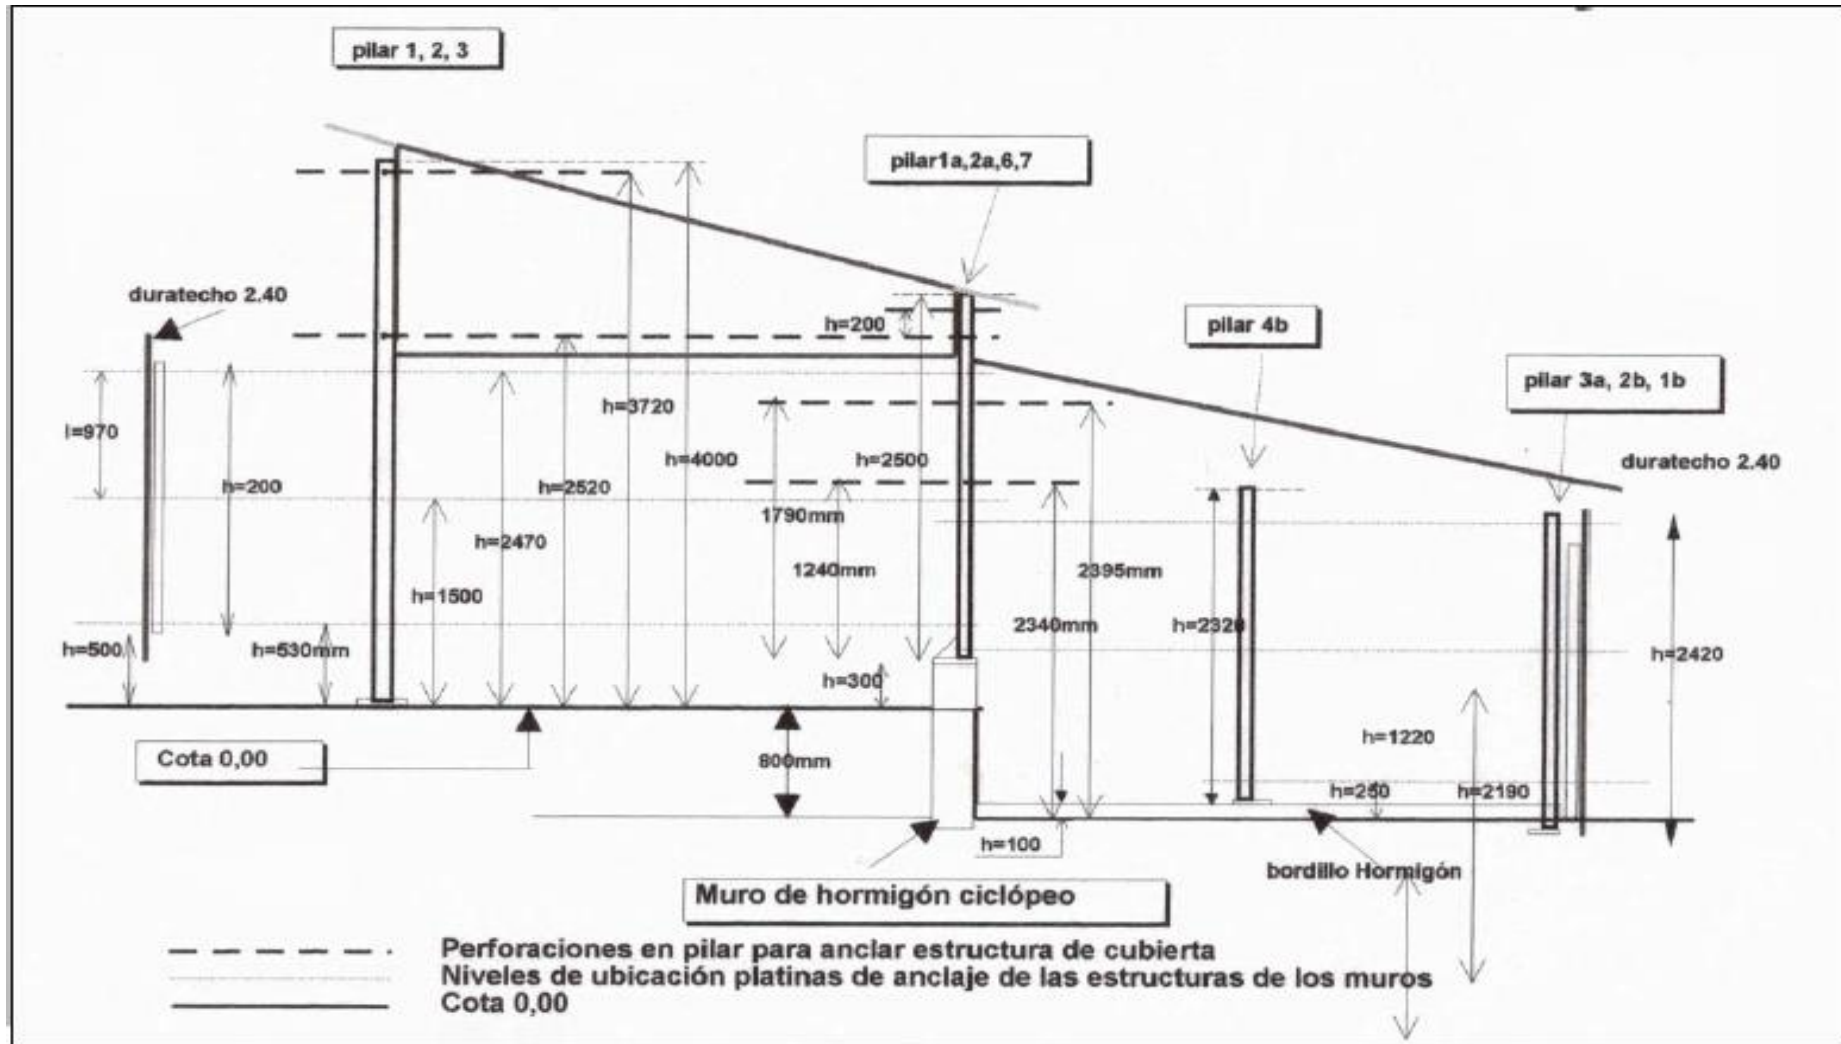 pilar 1, 2, 3
pilar1a,2a,6,7
duratecho 2.40
h=200
pilar 4b
pilar 3a, 2b, 1b
h=3720
l=970
h=4000
h=2500
duratecho 2.40
h=200
h=2520
1790mm
h=2470
1240mm
2395mm
h=1500
2340mm
h=2320
h=500
h=530mm
h=2420
h=300
h=1220
Cota 0,00
800mm
h=250
h=2190
h=100
bordillo Hormigón
Muro de hormigón ciclópeo
Perforaciones en pilar para anclar estructura de cubierta
Niveles de ubicación platinas de anclaje de las estructuras de los muros
Cota 0,00